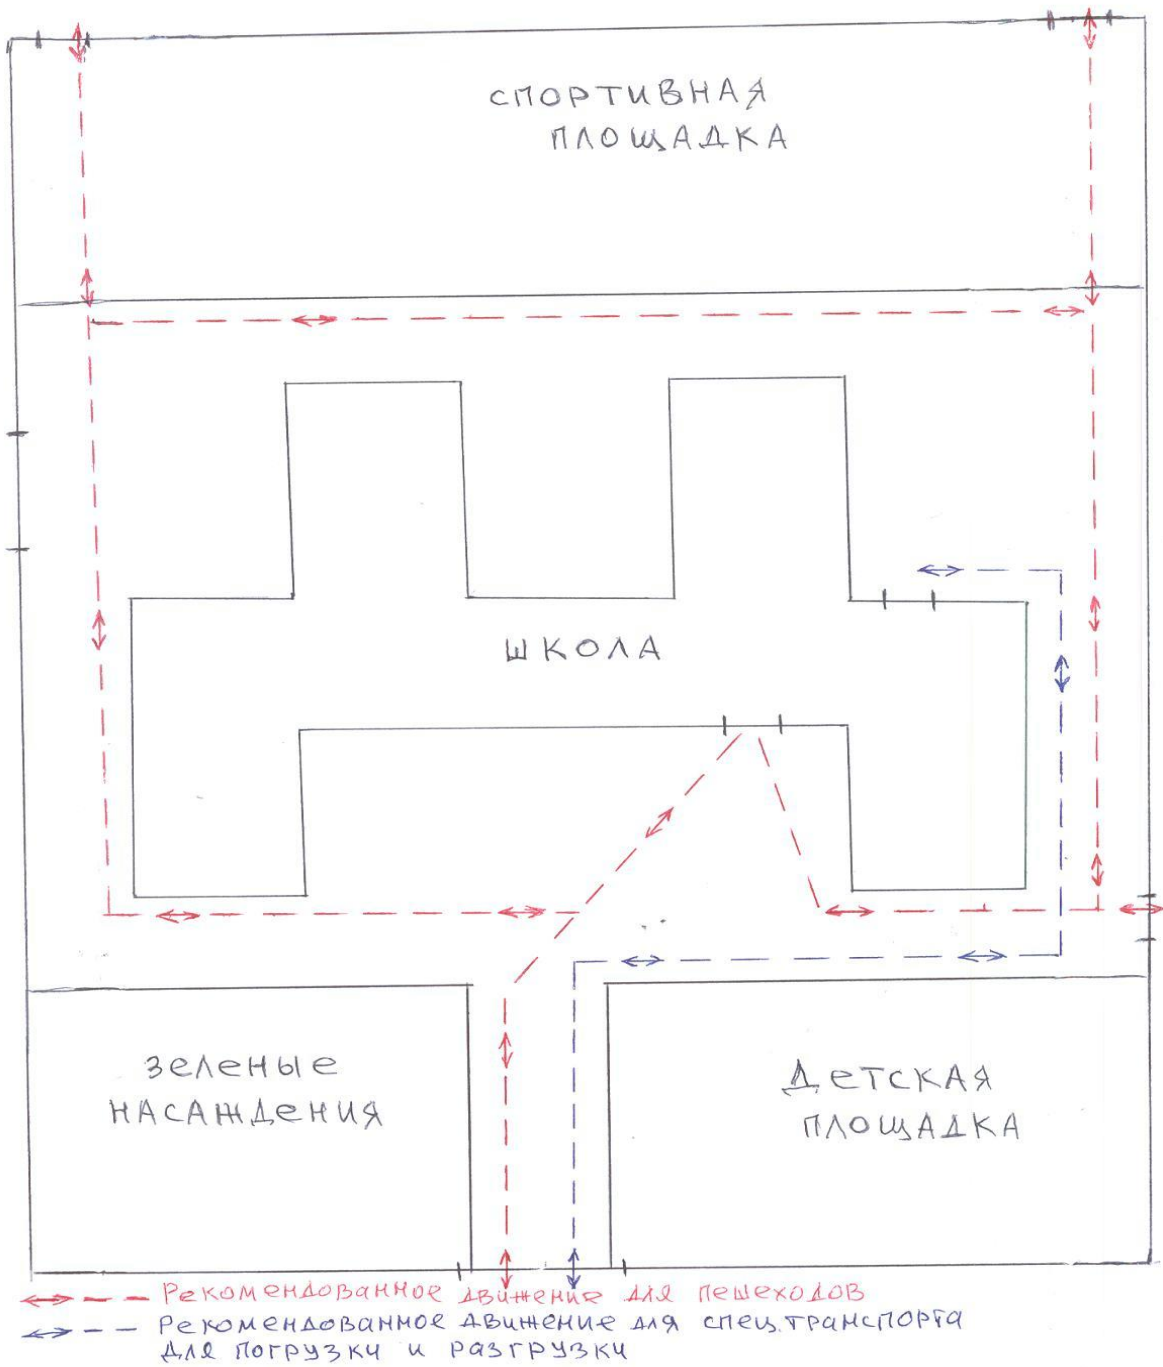 СПОРТИВНАЯ
ПЛОЩАДКА
ШКОЛА
Зеленые
НАСАЖДения
Детская
ПЛОЩАДКА
Рекомендованное движение для пешеходов
Рекомендованное движение для спец.транспорта
для погрузки и разгрузки